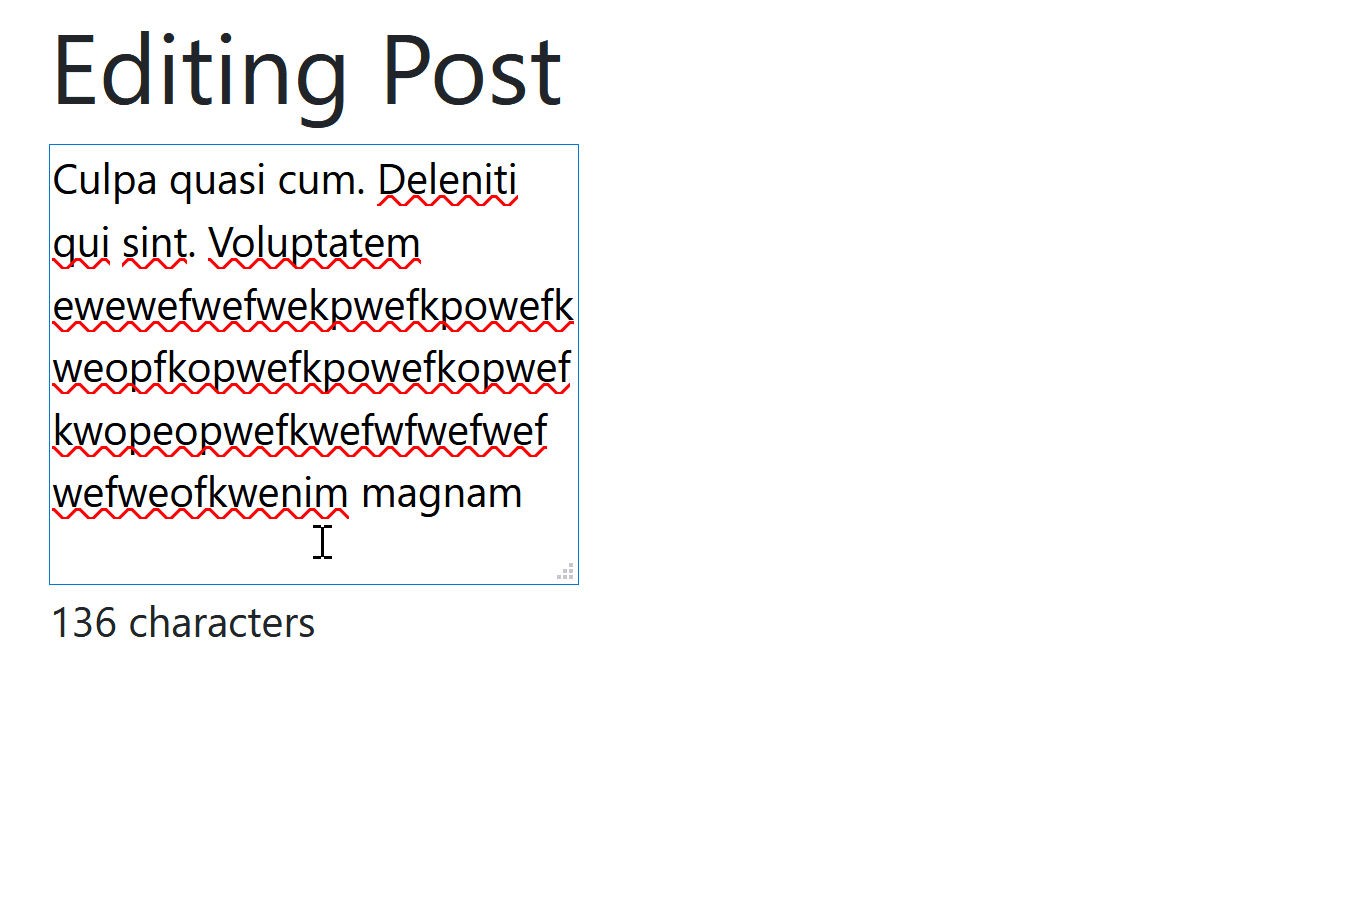 Editing Post
Culpa quasi cum. Deleniti
qui sint. Voluptatem
ewewefwefwekpwefkpowefk
weopfkopwefkpowefkopwef
kwopeopwefkwefwfwefwef
wefweofkwenim magnam
136 characters